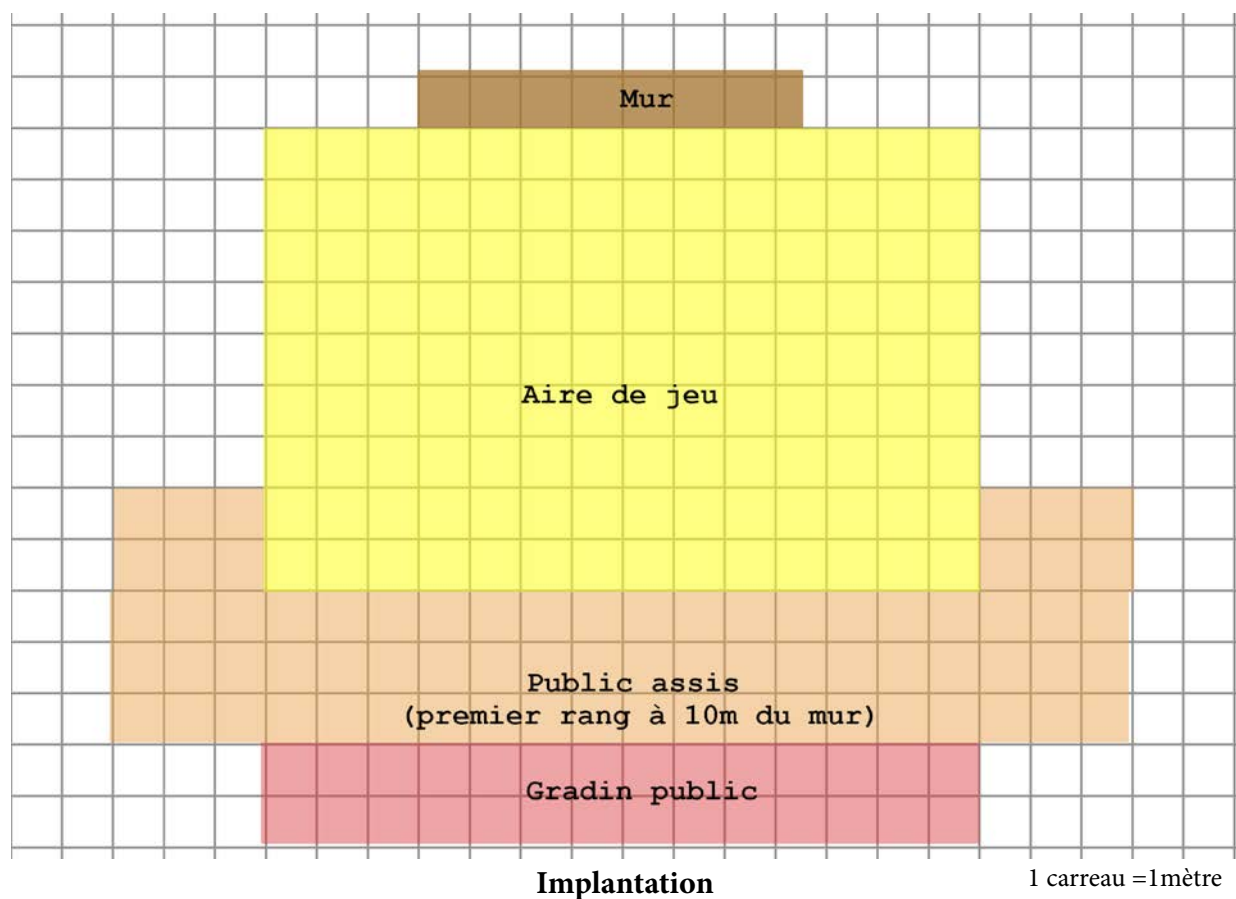 Mur
Aire de jeu
Public assis
(premier rang à 10m du mur)
Gradin public
Implantation
1 carreau =1mètre